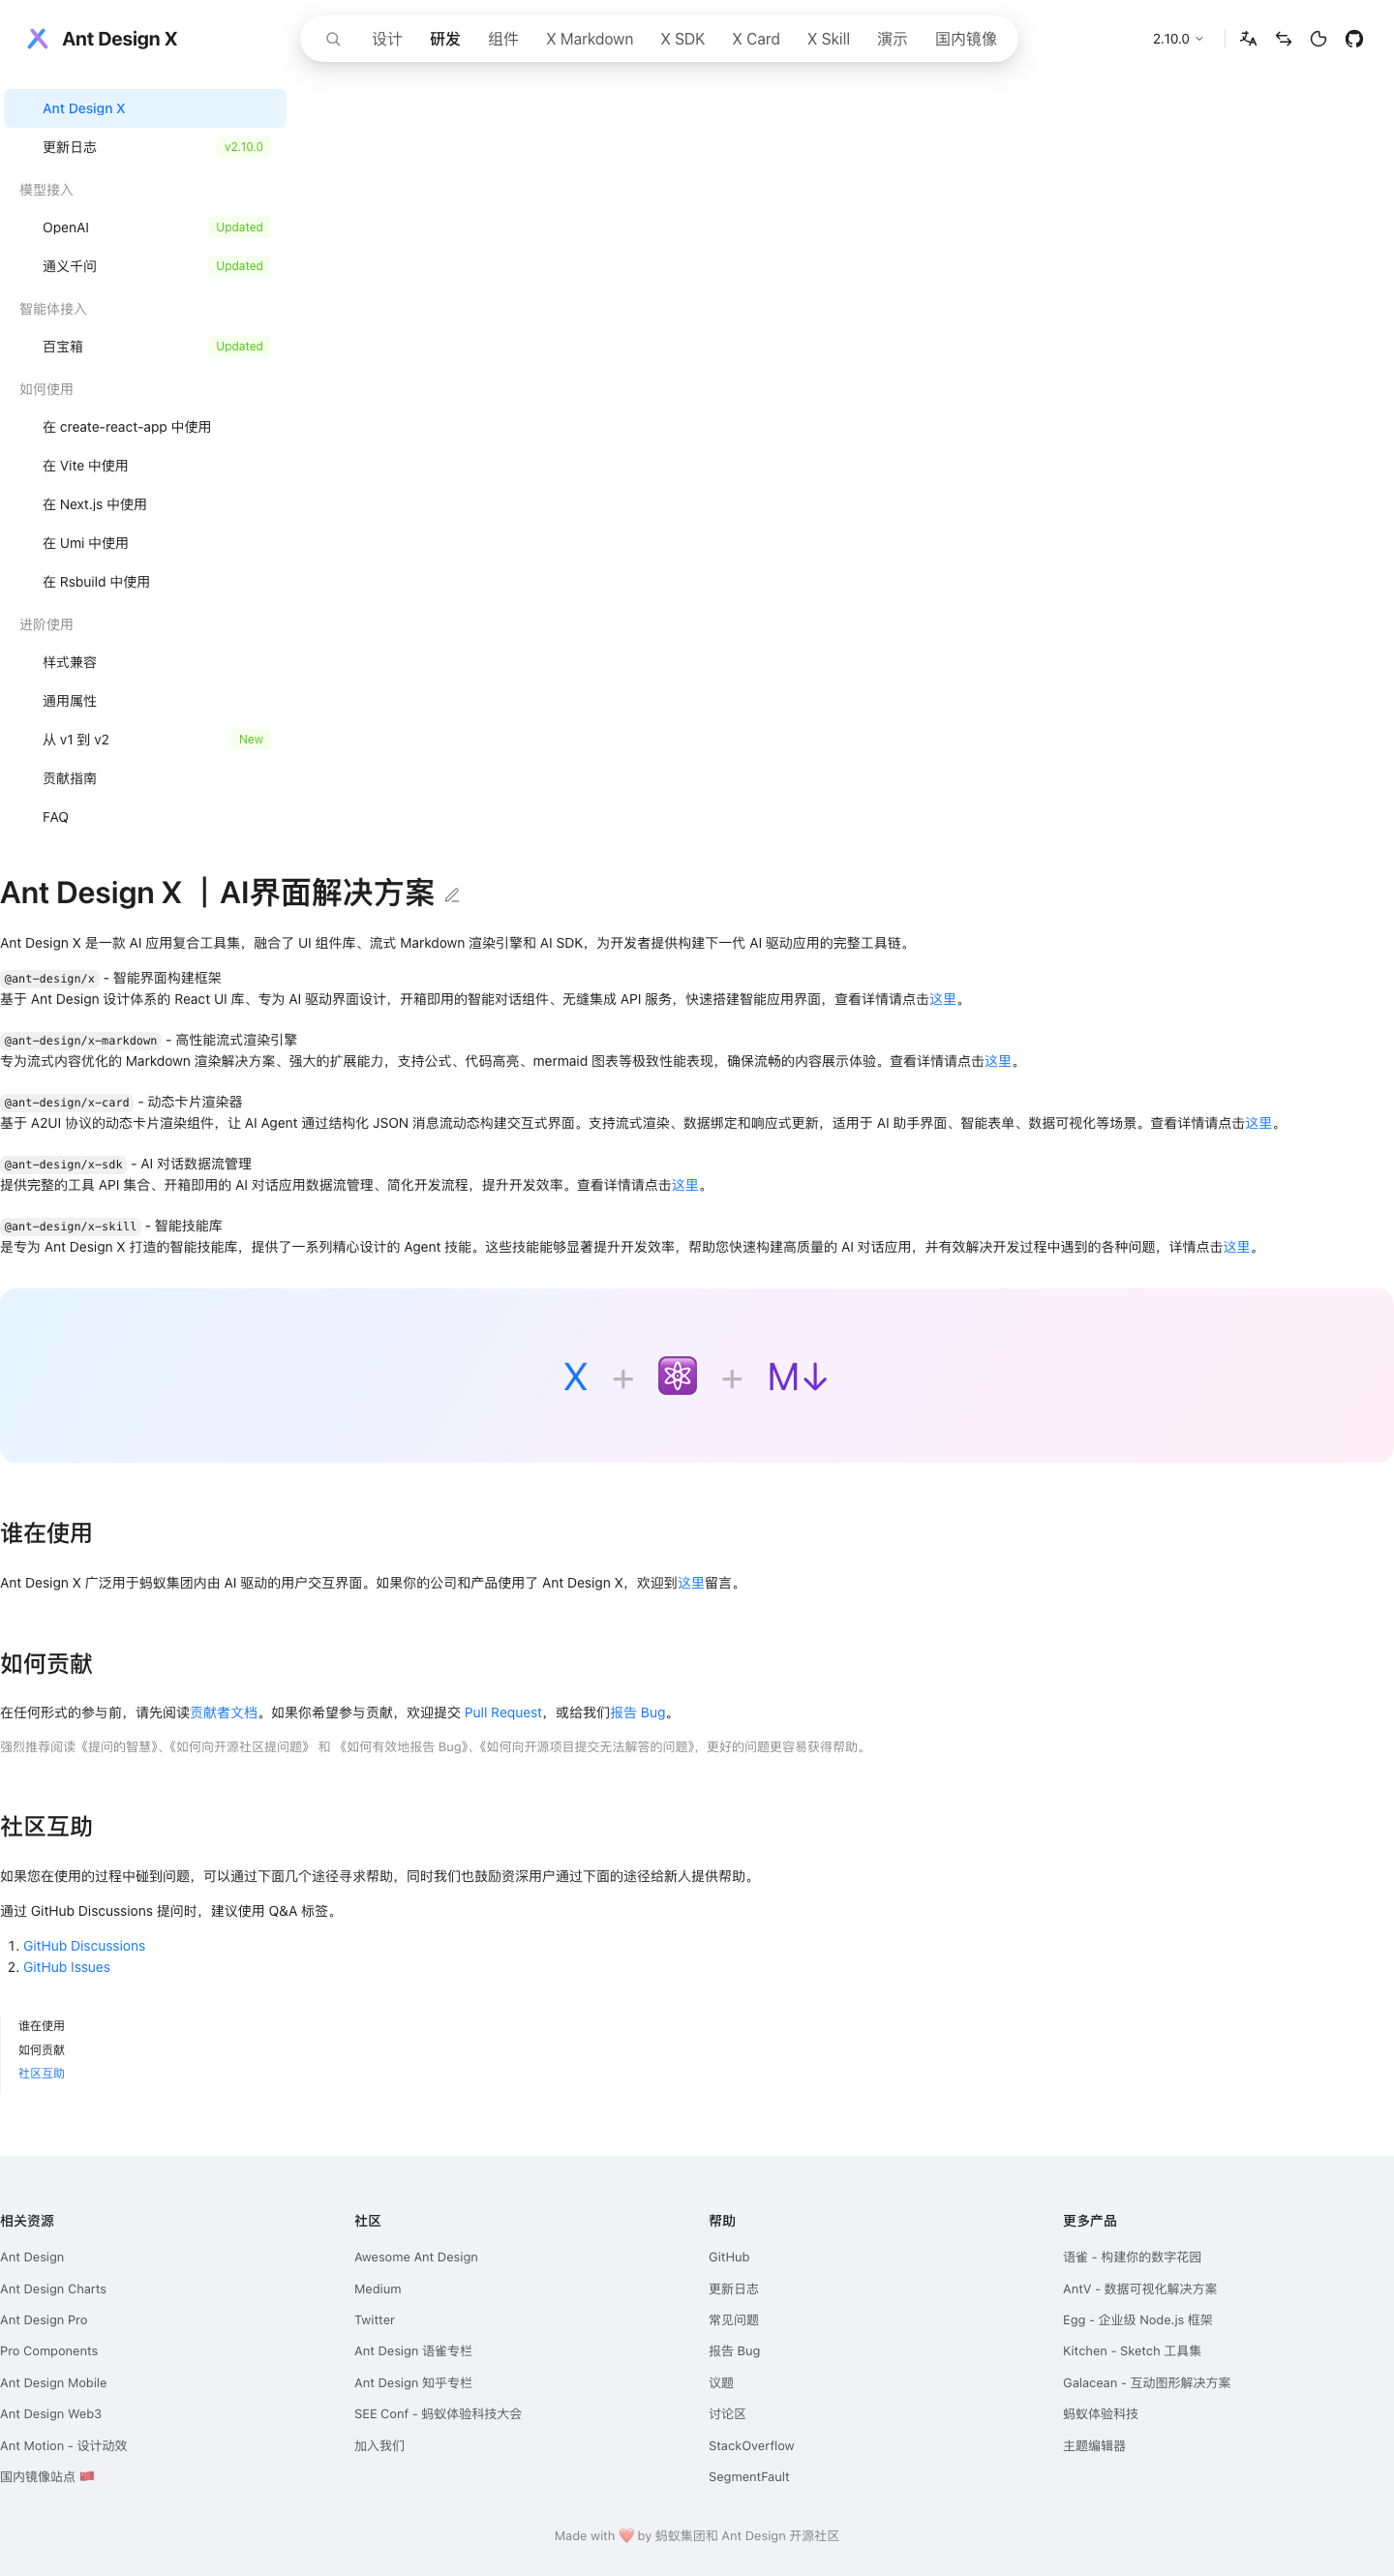 Ant Design X
设计 研发 组件 X Markdown X SDK X Card X Skill 演示 国内镜像
2.10.0
Ant Design X
更新日志 v2.10.0
模型接入
OpenAI Updated
通义千问 Updated
智能体接入
百宝箱 Updated
如何使用
在 create-react-app 中使用
在 Vite 中使用
在 Next.js 中使用
在 Umi 中使用
在 Rsbuild 中使用
进阶使用
样式兼容
通用属性
从 v1 到 v2 New
贡献指南
FAQ
Ant Design X ｜AI界面解决方案
Ant Design X 是一款 AI 应用复合工具集，融合了 UI 组件库、流式 Markdown 渲染引擎和 AI SDK，为开发者提供构建下一代 AI 驱动应用的完整工具链。
@ant-design/x - 智能界面构建框架
基于 Ant Design 设计体系的 React UI 库、专为 AI 驱动界面设计，开箱即用的智能对话组件、无缝集成 API 服务，快速搭建智能应用界面，查看详情请点击这里。
@ant-design/x-markdown - 高性能流式渲染引擎
专为流式内容优化的 Markdown 渲染解决方案、强大的扩展能力，支持公式、代码高亮、mermaid 图表等极致性能表现，确保流畅的内容展示体验。查看详情请点击这里。
@ant-design/x-card - 动态卡片渲染器
基于 A2UI 协议的动态卡片渲染组件，让 AI Agent 通过结构化 JSON 消息流动态构建交互式界面。支持流式渲染、数据绑定和响应式更新，适用于 AI 助手界面、智能表单、数据可视化等场景。查看详情请点击这里。
@ant-design/x-sdk - AI 对话数据流管理
提供完整的工具 API 集合、开箱即用的 AI 对话应用数据流管理、简化开发流程，提升开发效率。查看详情请点击这里。
@ant-design/x-skill - 智能技能库
是专为 Ant Design X 打造的智能技能库，提供了一系列精心设计的 Agent 技能。这些技能能够显著提升开发效率，帮助您快速构建高质量的 AI 对话应用，并有效解决开发过程中遇到的各种问题，详情点击这里。
X + ⚛️ + M↓
谁在使用
Ant Design X 广泛用于蚂蚁集团内由 AI 驱动的用户交互界面。如果你的公司和产品使用了 Ant Design X，欢迎到这里留言。
如何贡献
在任何形式的参与前，请先阅读贡献者文档。如果你希望参与贡献，欢迎提交 Pull Request，或给我们报告 Bug。
强烈推荐阅读《提问的智慧》、《如何向开源社区提问题》 和 《如何有效地报告 Bug》、《如何向开源项目提交无法解答的问题》，更好的问题更容易获得帮助。
社区互助
如果您在使用的过程中碰到问题，可以通过下面几个途径寻求帮助，同时我们也鼓励资深用户通过下面的途径给新人提供帮助。
通过 GitHub Discussions 提问时，建议使用 Q&A 标签。
1. GitHub Discussions
2. GitHub Issues
谁在使用
如何贡献
社区互助
相关资源
Ant Design
Ant Design Charts
Ant Design Pro
Pro Components
Ant Design Mobile
Ant Design Web3
Ant Motion - 设计动效
国内镜像站点 🇨🇳
社区
Awesome Ant Design
Medium
Twitter
Ant Design 语雀专栏
Ant Design 知乎专栏
SEE Conf - 蚂蚁体验科技大会
加入我们
帮助
GitHub
更新日志
常见问题
报告 Bug
议题
讨论区
StackOverflow
SegmentFault
更多产品
语雀 - 构建你的数字花园
AntV - 数据可视化解决方案
Egg - 企业级 Node.js 框架
Kitchen - Sketch 工具集
Galacean - 互动图形解决方案
蚂蚁体验科技
主题编辑器
Made with ❤️ by 蚂蚁集团和 Ant Design 开源社区